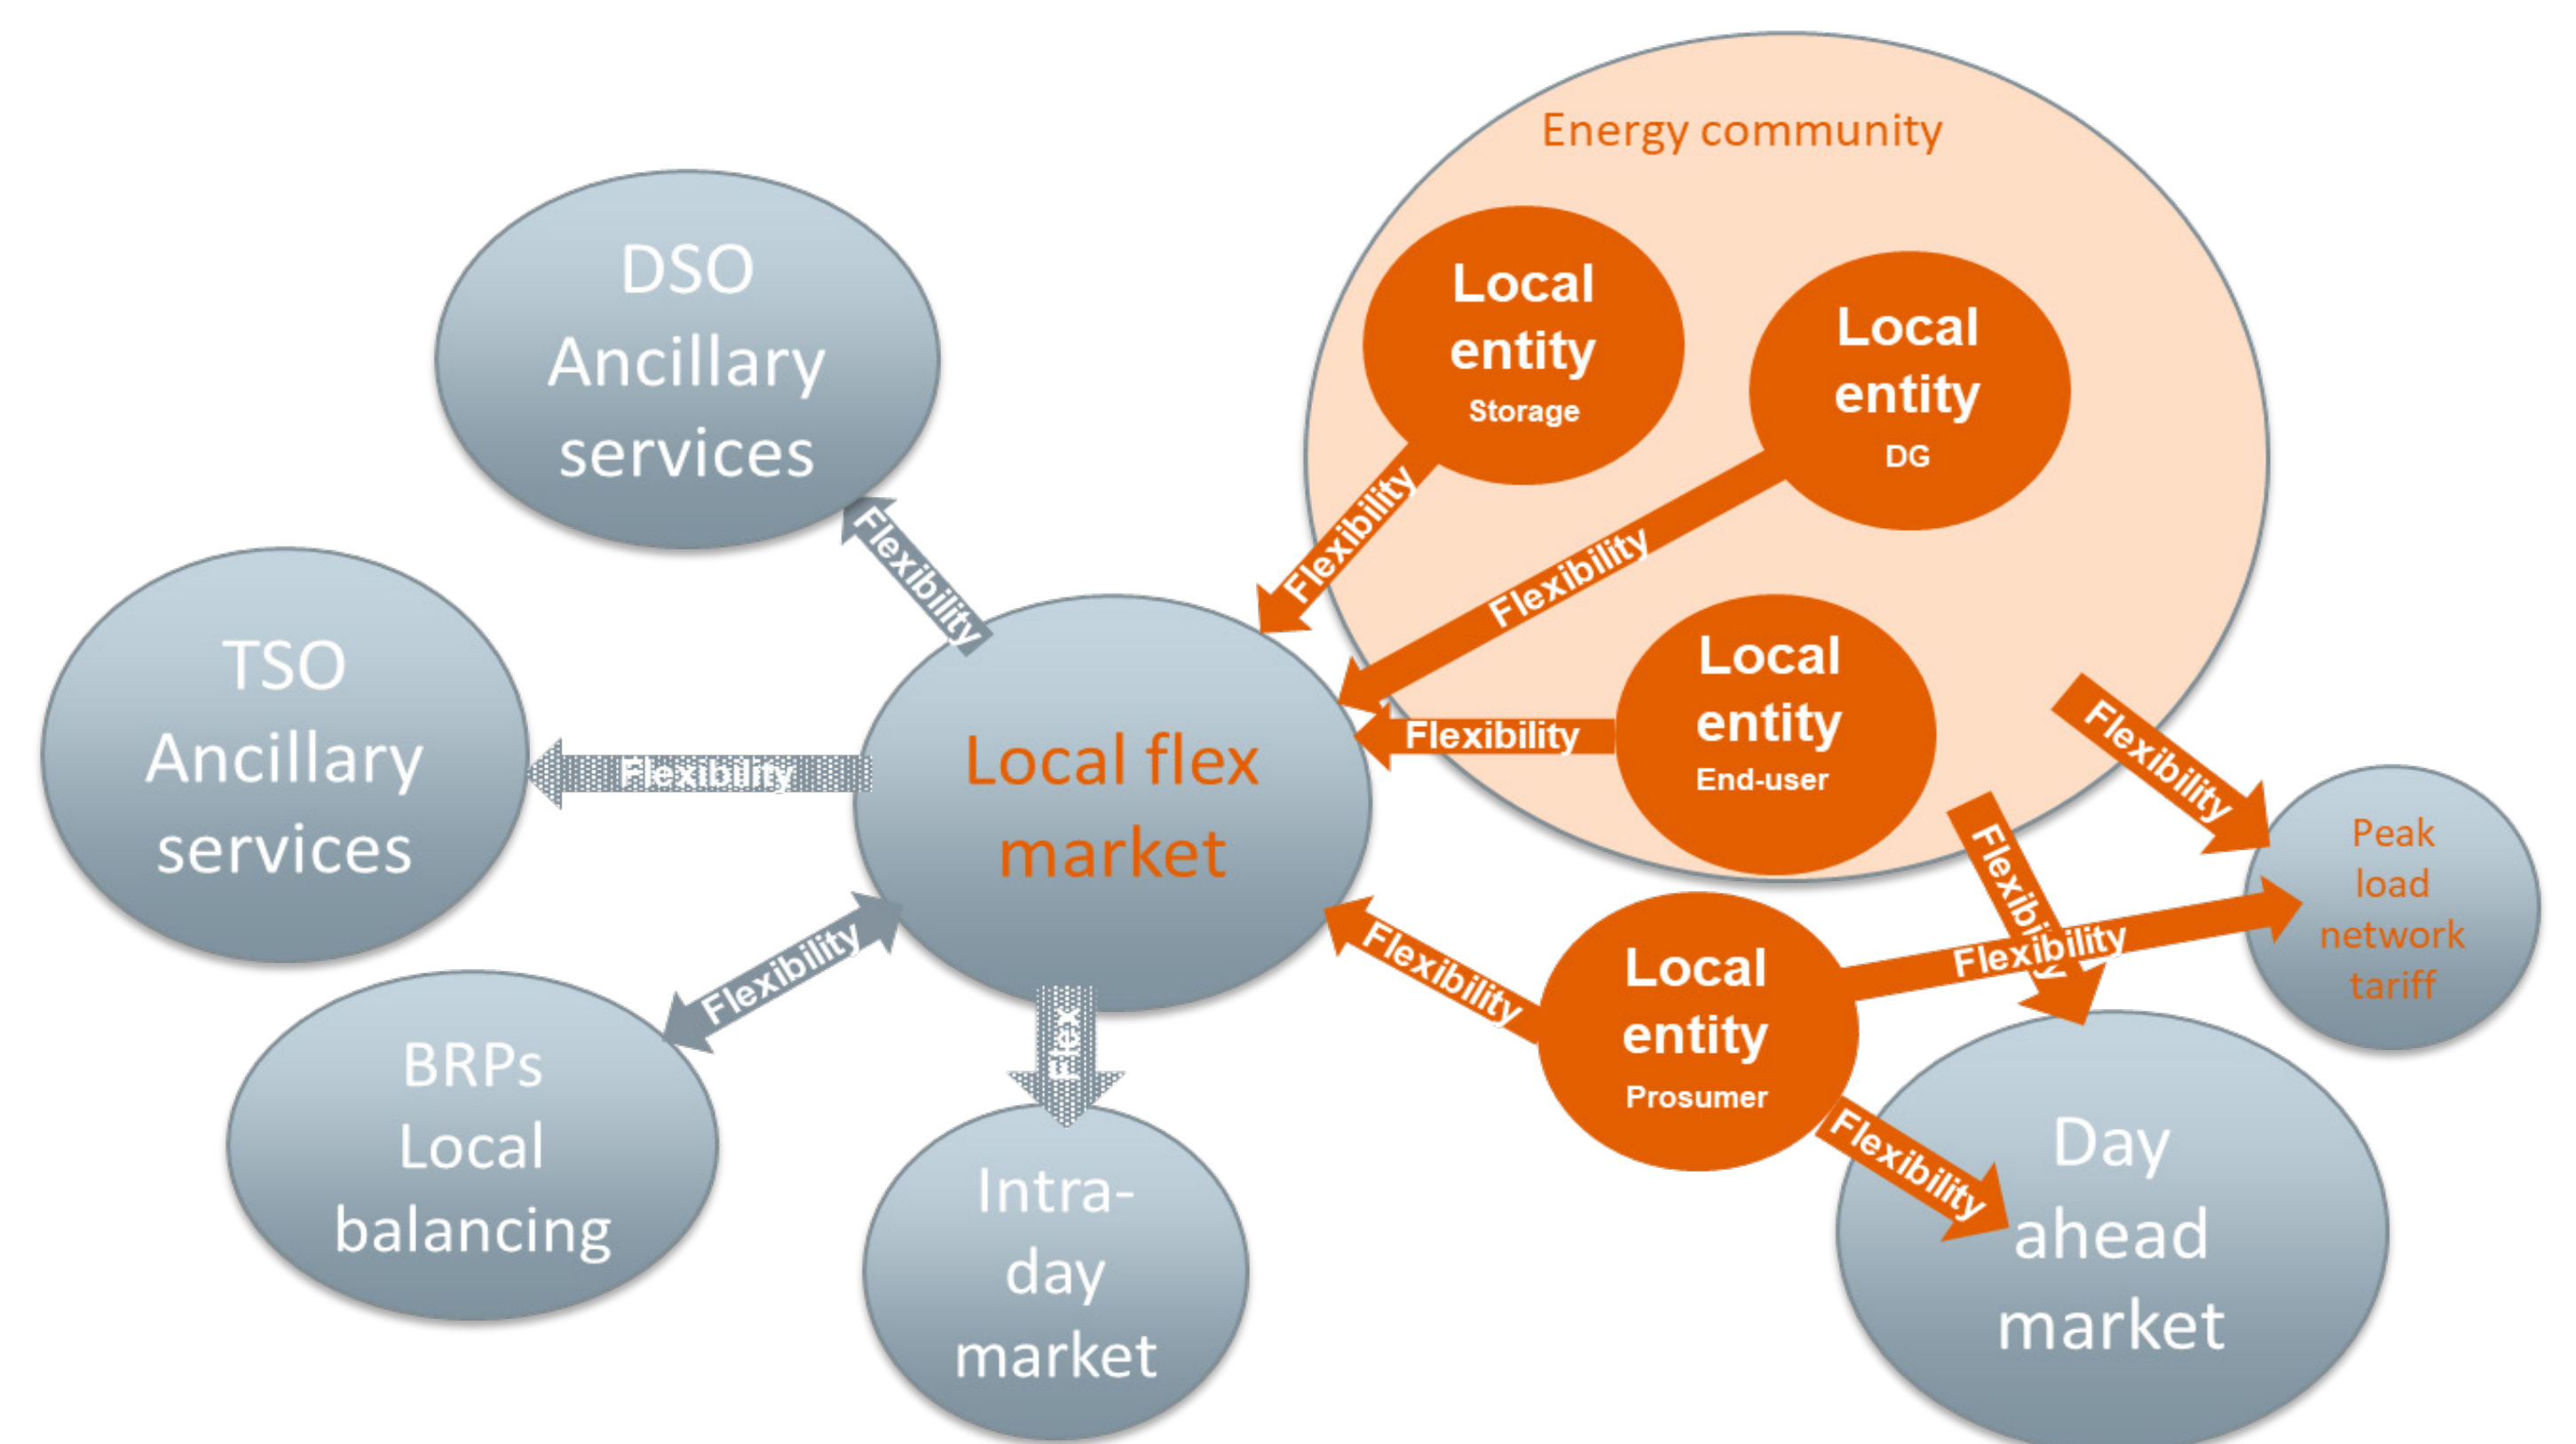 Energy community
Local
entity
Storage
Local
entity
DG
Local
entity
End-user
DSO
Ancillary
services
TSO
Ancillary
services
BRPs
Local
balancing
Intra-
day
market
Local flex
market
Local
entity
Prosumer
Peak
load
network
tariff
Day
ahead
market
Flexibility
Flexibility
Flexibility
Flexibility
Flexibility
Flexibility
Flex
Flexibility
Flexibility
Flexibility
Flexibility
Flexibility